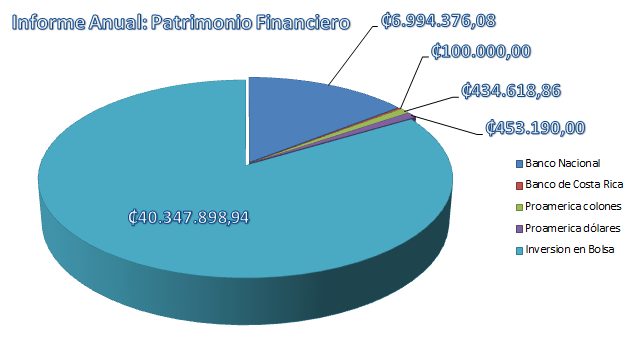 Informe Anual: Patrimonio Financiero
₡6.994.376,08
₡100.000,00
₡434.618,86
₡453.190,00
₡40.347.898,94
Banco Nacional
Banco de Costa Rica
Proamerica colones
Proamerica dólares
Inversion en Bolsa